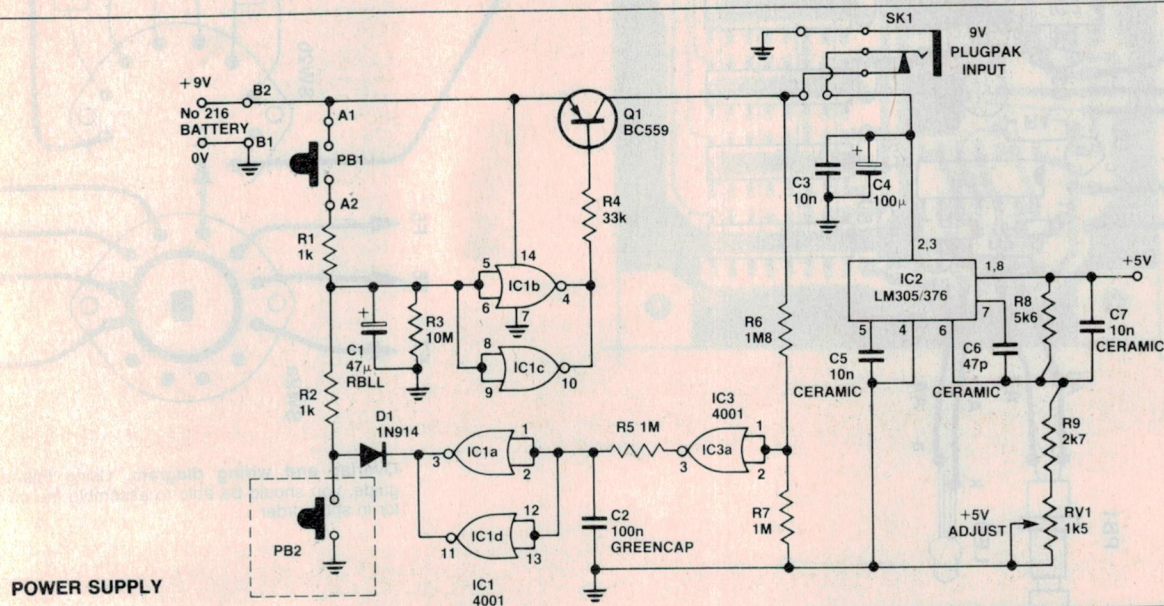 SK1
9V
PLUGPAK
INPUT
+9V
B2
No 216
BATTERY
B1
0V
A1
PB1
A2
Q1
BC559
R4
33k
C3
10n
+
C4
100µ
R1
1k
5
6
14
IC1b
4
7
8
9
IC1c
10
+
C1
47µ
RBLL
R3
10M
2,3
IC2
LM305/376
1,8
+5V
5
4
6
7
R8
5k6
C7
10n
CERAMIC
R6
1M8
C5
10n
CERAMIC
C6
47p
CERAMIC
R2
1k
D1
1N914
3
IC1a
1
2
R5 1M
IC3
4001
3
IC3a
1
2
R9
2k7
11
IC1d
12
13
C2
100n
GREENCAP
R7
1M
+5V
ADJUST
RV1
1k5
PB2
IC1
4001
POWER SUPPLY